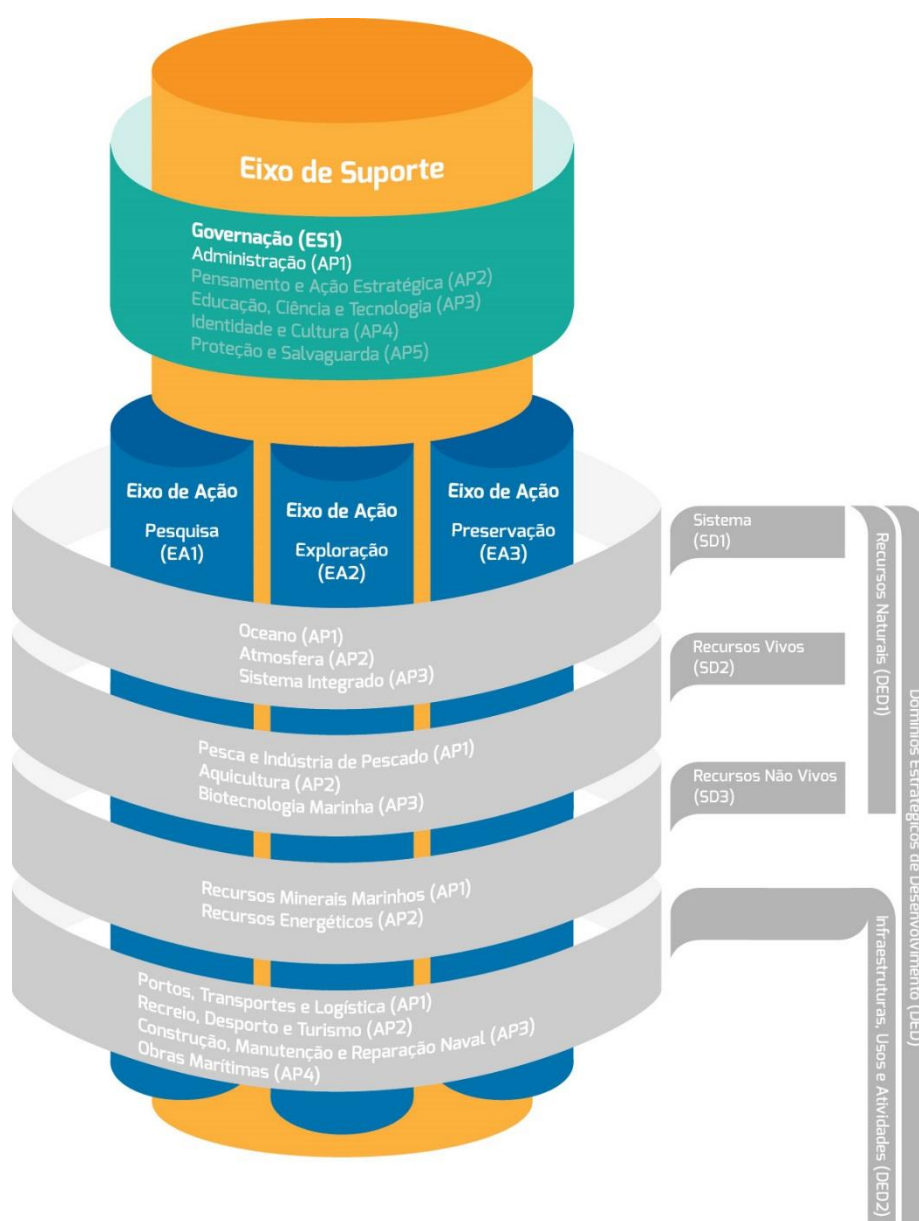 Eixo de Suporte
Governação (ES1)
Administração (AP1)
Pensamento e Ação Estratégica (AP2)
Educação, Ciência e Tecnologia (AP3)
Identidade e Cultura (AP4)
Proteção e Salvaguarda (AP5)
Eixo de Ação
Pesquisa
(EA1)
Eixo de Ação
Exploração
(EA2)
Eixo de Ação
Preservação
(EA3)
Oceano (AP1)
Atmosfera (AP2)
Sistema Integrado (AP3)
Sistema
(SD1)
Pesca e Indústria de Pescado (AP1)
Aquicultura (AP2)
Biotecnologia Marinha (AP3)
Recursos Vivos
(SD2)
Recursos Minerais Marinhos (AP1)
Recursos Energéticos (AP2)
Recursos Não Vivos
(SD3)
Portos, Transportes e Logística (AP1)
Recreio, Desporto e Turismo (AP2)
Construção, Manutenção e Reparação Naval (AP3)
Obras Marítimas (AP4)
Recursos Naturais (DED1)
Infraestruturas, Usos e Atividades (DED2)
Domínios Estratégicos de Desenvolvimento (DED)